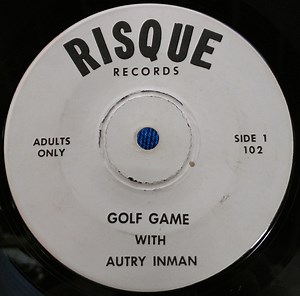 RISQUE
RECORDS
ADULTS
ONLY
SIDE 1
102
GOLF GAME
WITH
AUTRY INMAN